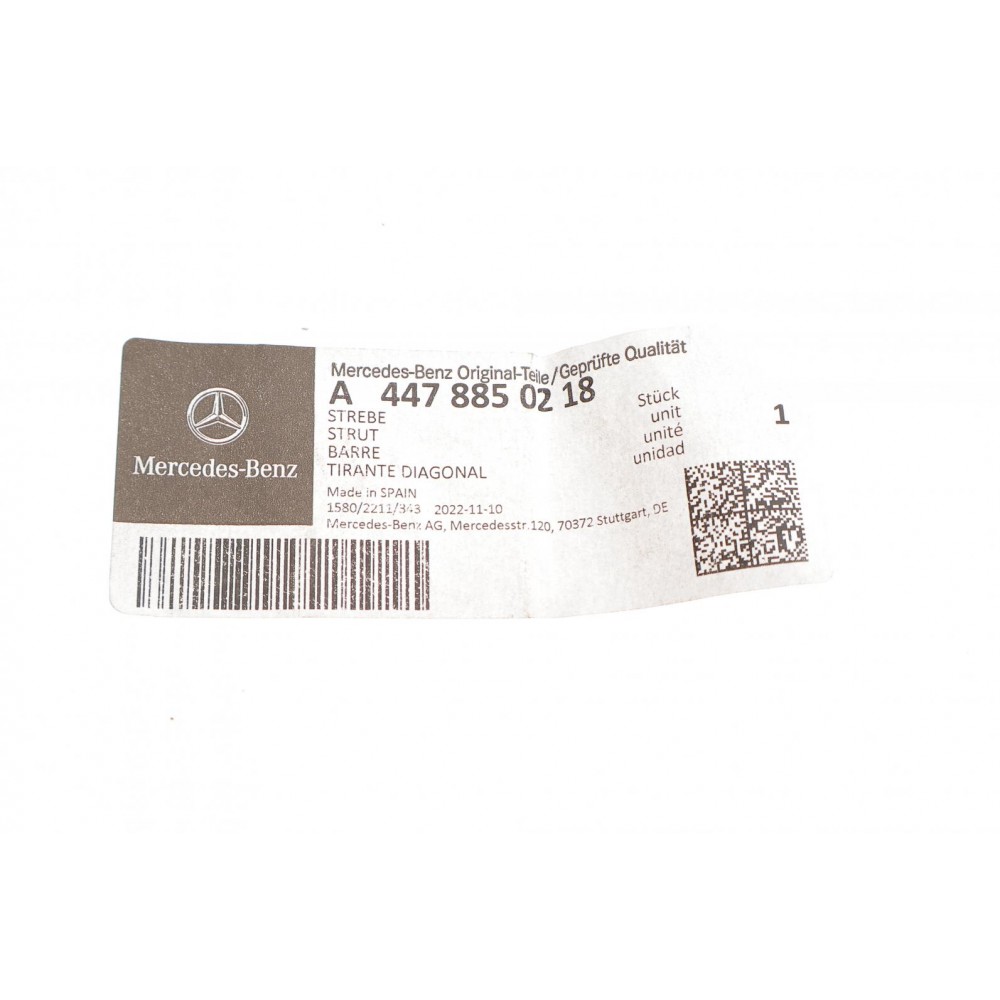 Mercedes-Benz
Mercedes-Benz Original-Teile/Geprüfte Qualität
A 447 885 02 18
STREBE
STRUT
BARRE
TIRANTE DIAGONAL
Stück
unit
unité
unidad
1
Made in SPAIN
1580/2211/343 2022-11-10
Mercedes-Benz AG, Mercedesstr.120, 70372 Stuttgart, DE